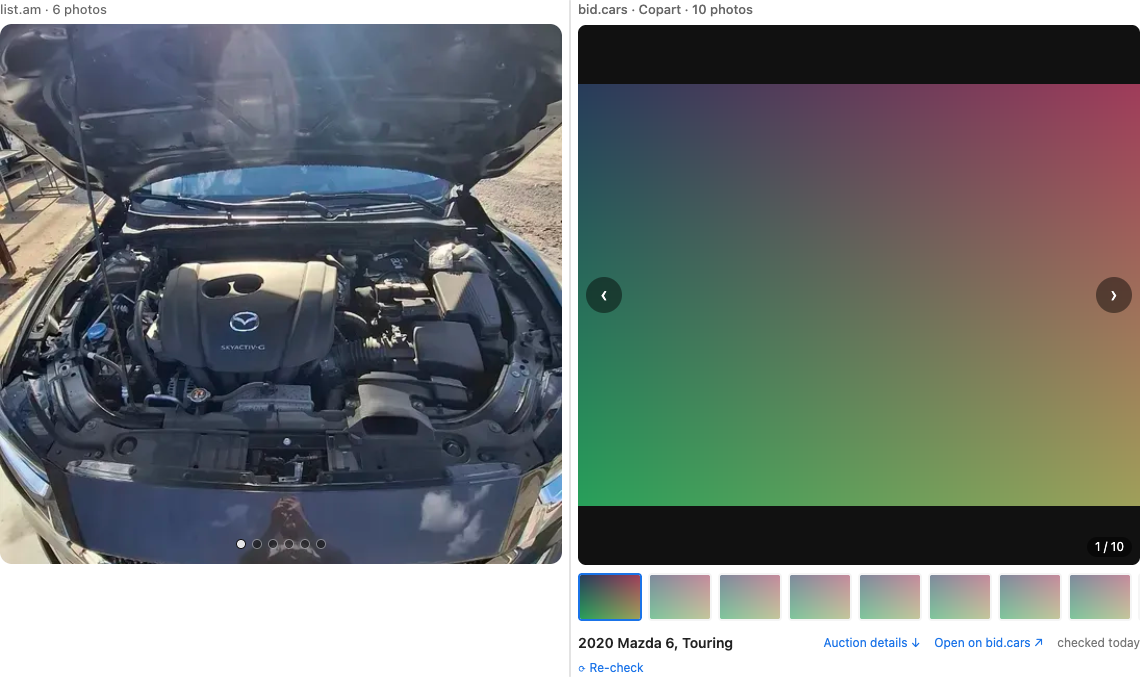 list.am · 6 photos
SKYACTIV-G
bid.cars · Copart · 10 photos
‹
›
1 / 10
2020 Mazda 6, Touring
Auction details ↓
Open on bid.cars ↗
checked today
⟳ Re-check